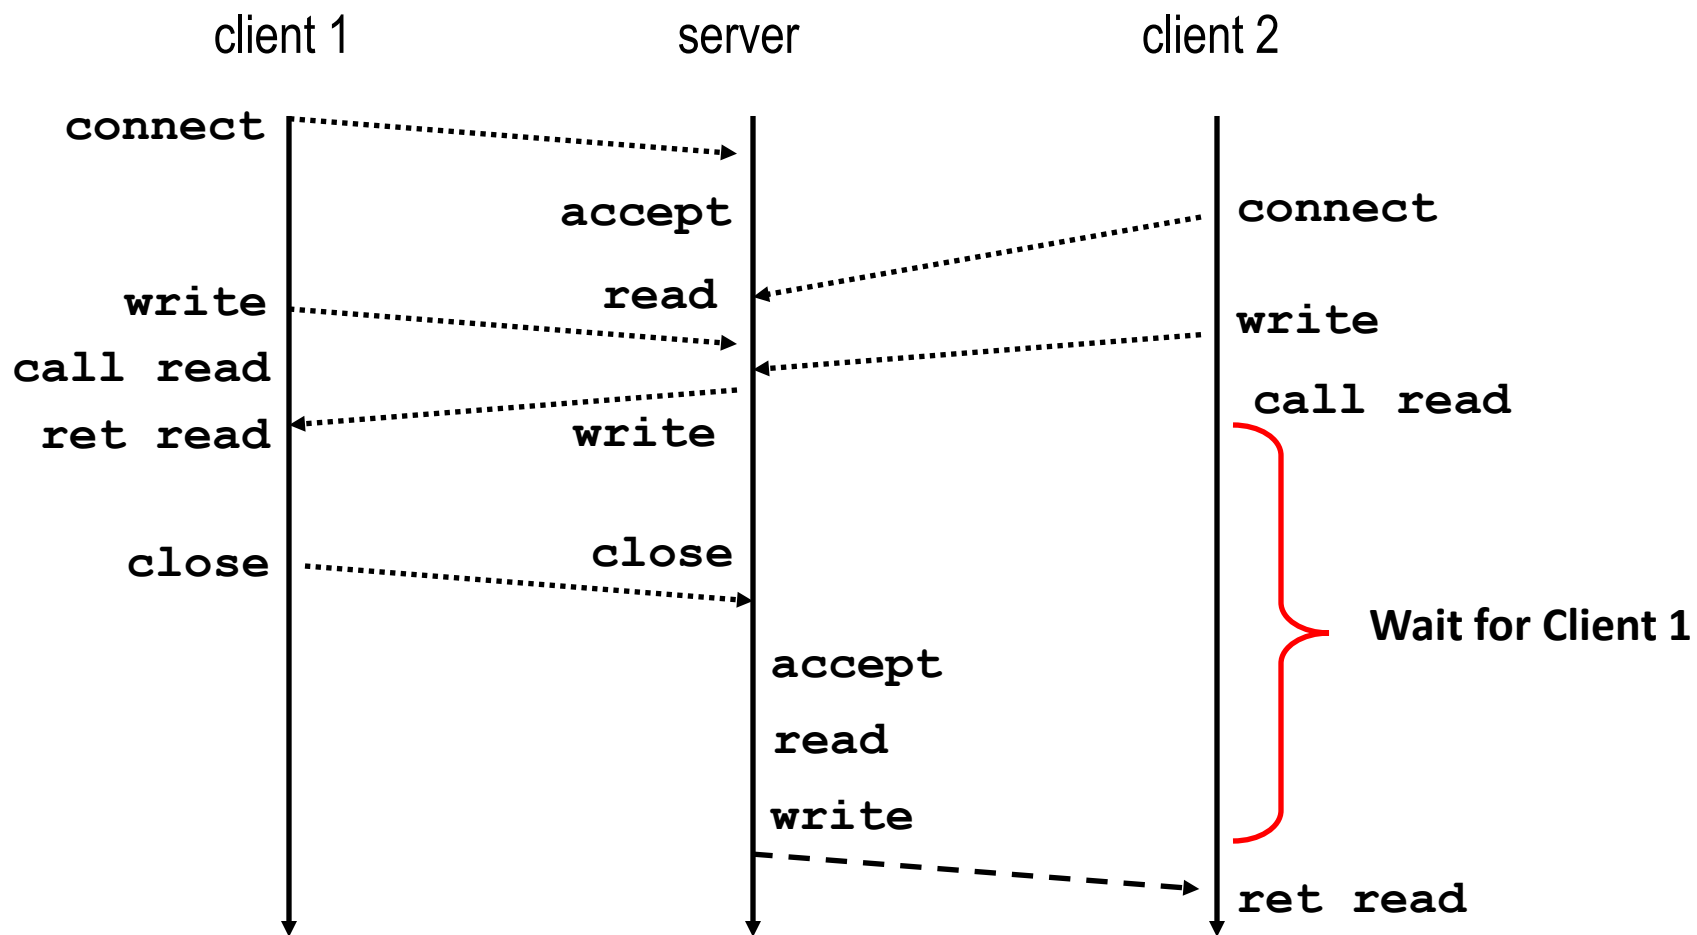 client 1
server
client 2
connect
accept
connect
write
read
write
call read
call read
ret read
write
close
close
Wait for Client 1
accept
read
write
ret read